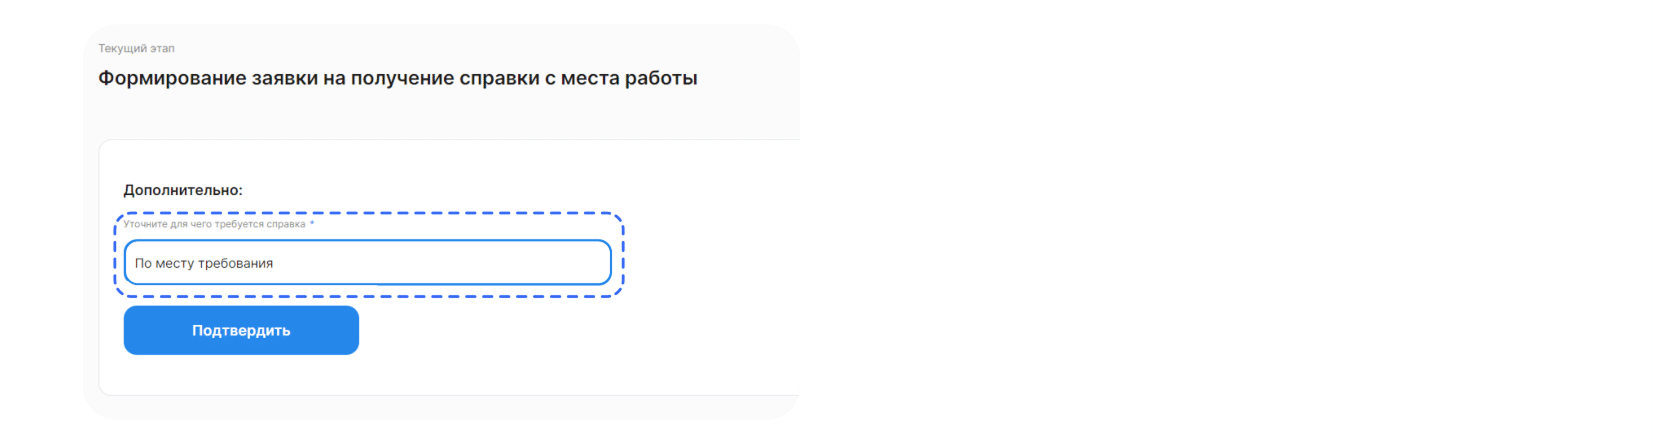 Текущий этап
Формирование заявки на получение справки с места работы
Дополнительно:
Уточните для чего требуется справка *
По месту требования
Подтвердить